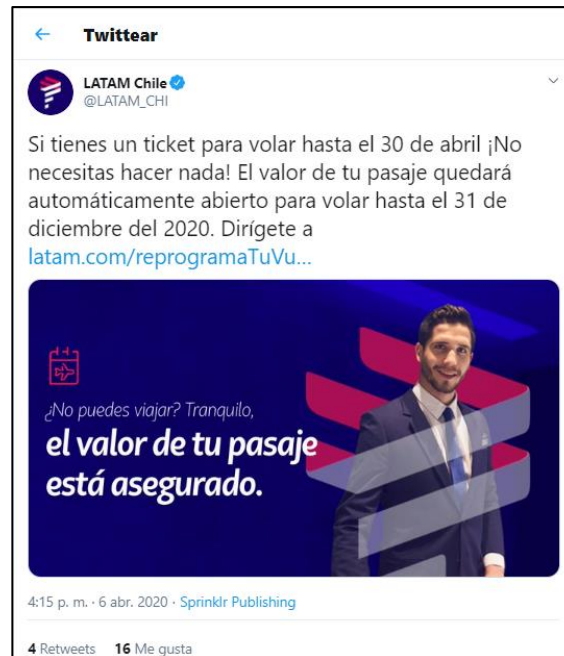 Twittear
LATAM Chile
@LATAM_CHI
Si tienes un ticket para volar hasta el 30 de abril ¡No
necesitas hacer nada! El valor de tu pasaje quedará
automáticamente abierto para volar hasta el 31 de
diciembre del 2020. Dirígete a
latam.com/reprogramaTuVu...
¿No puedes viajar? Tranquilo,
el valor de tu pasaje
está asegurado.
4:15 p. m. · 6 abr. 2020 · Sprinklr Publishing
4 Retweets 16 Me gusta